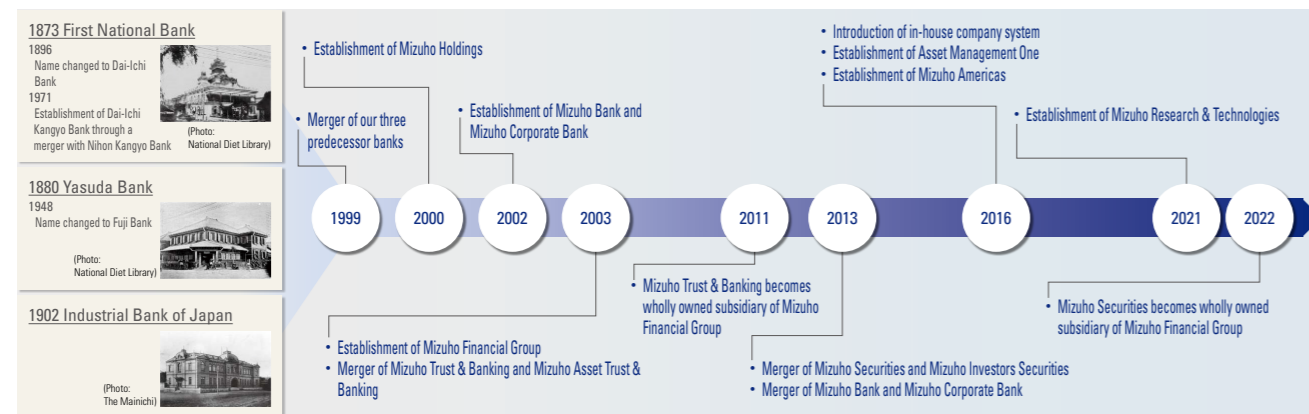 1873 First National Bank
1896
Name changed to Dai-Ichi
Bank
1971
Establishment of Dai-Ichi
Kangyo Bank through a
merger with Nihon Kangyo Bank
(Photo:
National Diet Library)
1880 Yasuda Bank
1948
Name changed to Fuji Bank
(Photo:
National Diet Library)
1902 Industrial Bank of Japan
(Photo:
The Mainichi)
• Establishment of Mizuho Holdings
• Merger of our three
predecessor banks
• Establishment of Mizuho Bank and
Mizuho Corporate Bank
• Introduction of in-house company system
• Establishment of Asset Management One
• Establishment of Mizuho Americas
• Establishment of Mizuho Research & Technologies
1999
2000
2002
2003
2011
2013
2016
2021
2022
• Establishment of Mizuho Financial Group
• Merger of Mizuho Trust & Banking and Mizuho Asset Trust &
Banking
• Mizuho Trust & Banking becomes
wholly owned subsidiary of Mizuho
Financial Group
• Merger of Mizuho Securities and Mizuho Investors Securities
• Merger of Mizuho Bank and Mizuho Corporate Bank
• Mizuho Securities becomes wholly owned
subsidiary of Mizuho Financial Group